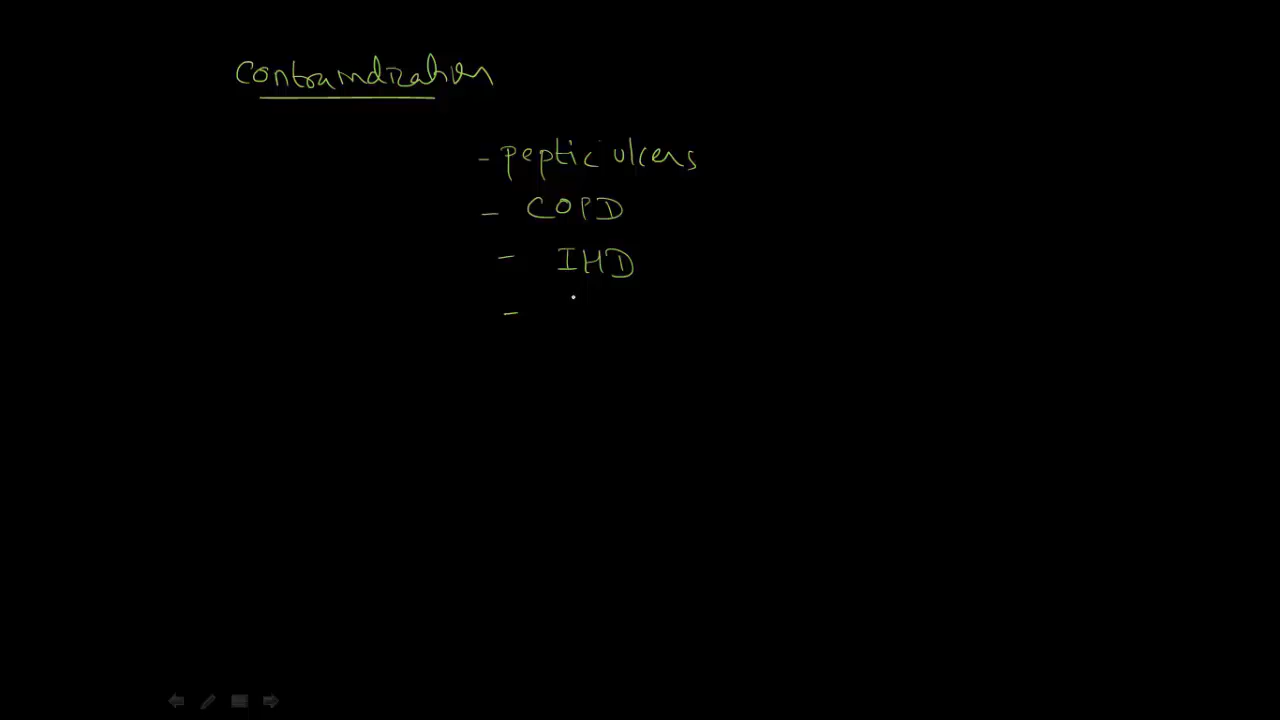 Contraindication
- peptic ulcers
- COPD
- IHD
-